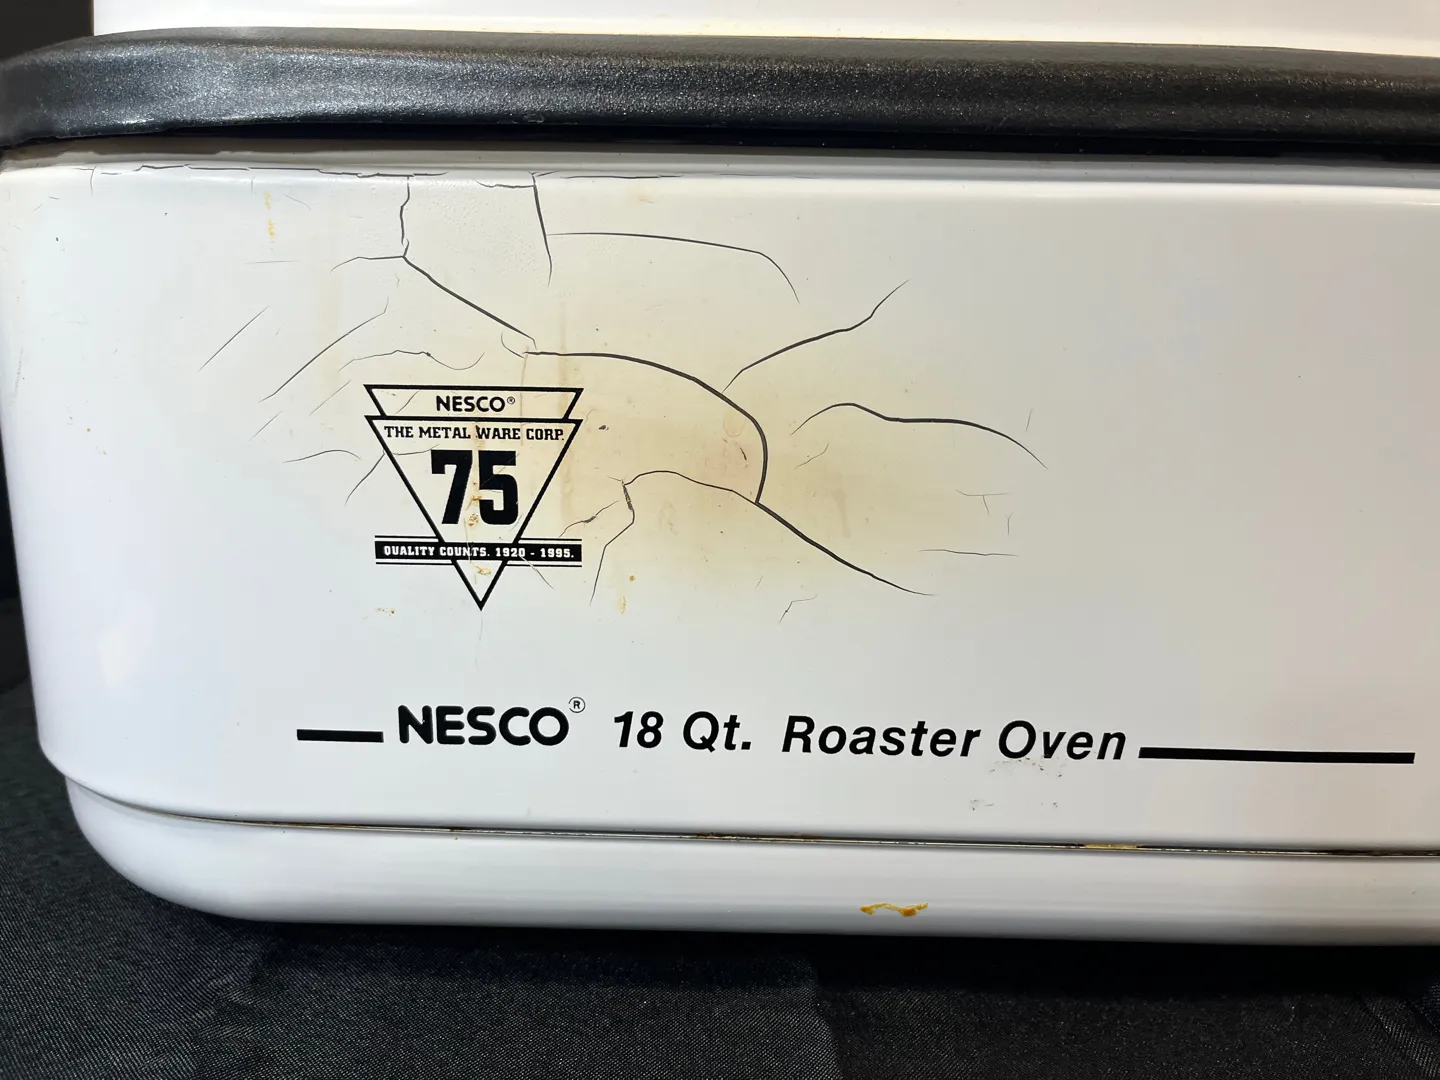 NESCO®
THE METAL WARE CORP.
75
QUALITY COUNTS. 1920 - 1995.
NESCO® 18 Qt. Roaster Oven